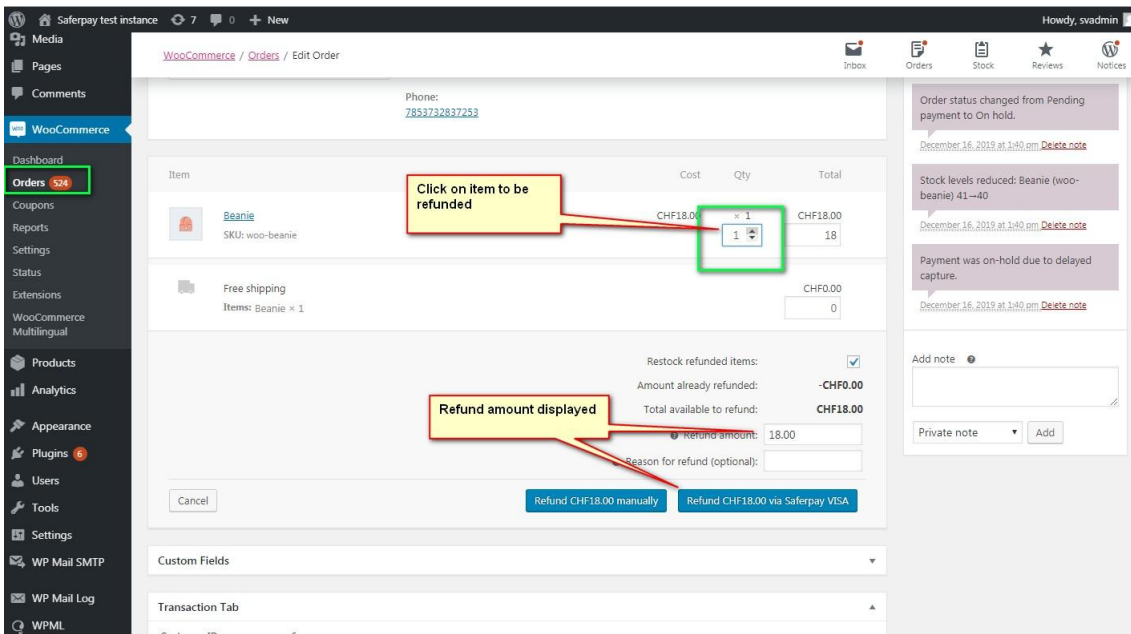 Saferpay test instance 7 0 + New Howdy, svadmin
Media
Pages
Comments
WooCommerce
Dashboard
Orders 524
Coupons
Reports
Settings
Status
Extensions
WooCommerce
Multilingual
Products
Analytics
Appearance
Plugins 6
Users
Tools
Settings
WP Mail SMTP
WP Mail Log
WPML
WooCommerce / Orders / Edit Order
Inbox
Orders
Stock
Reviews
Notices
Phone:
7853732837253
Item Cost Qty Total
Click on item to be
refunded
Beanie CHF18.00 × 1 CHF18.00
SKU: woo-beanie 1 18
Free shipping CHF0.00
Items: Beanie × 1 0
Restock refunded items:
Amount already refunded: -CHF0.00
Total available to refund: CHF18.00
Refund amount displayed
Refund amount: 18.00
Reason for refund (optional):
Cancel
Refund CHF18.00 manually
Refund CHF18.00 via Saferpay VISA
Custom Fields
Transaction Tab
Order status changed from Pending
payment to On hold.
December 16, 2019 at 1:40 pm Delete note
Stock levels reduced: Beanie (woo-
beanie) 41→40
December 16, 2019 at 1:40 pm Delete note
Payment was on-hold due to delayed
capture.
December 16, 2019 at 1:40 pm Delete note
Add note
Private note
Add